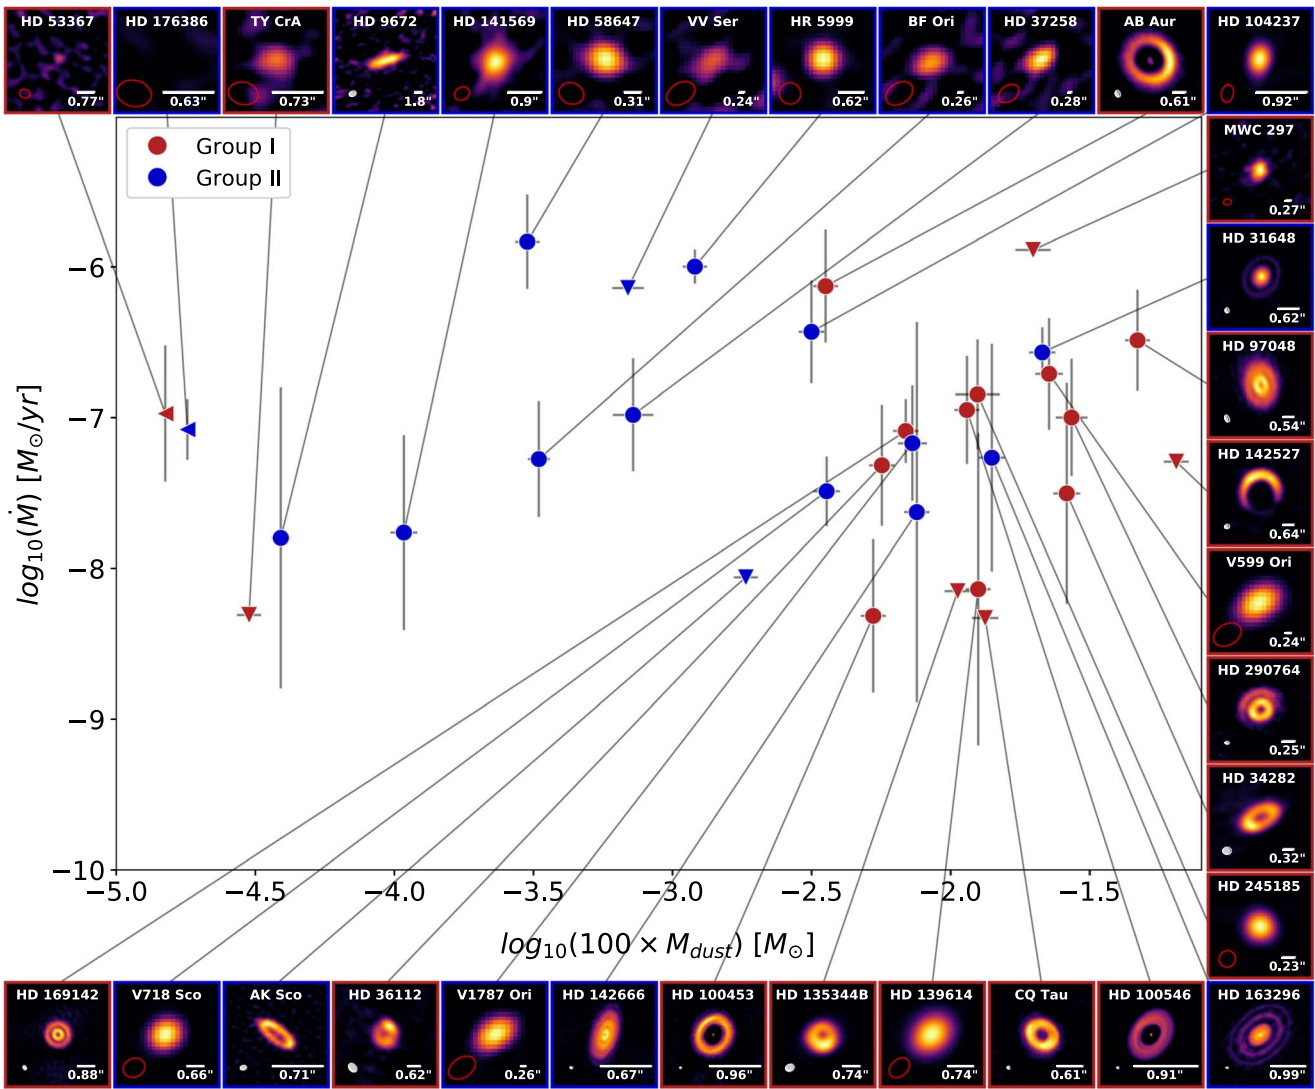 HD 53367
HD 176386
TY CrA
HD 9672
HD 141569
HD 58647
VV Ser
HR 5999
BF Ori
HD 37258
AB Aur
HD 104237
0.77"
0.63"
0.73"
1.8"
0.9"
0.31"
0.24"
0.62"
0.26"
0.28"
0.61"
0.92"
Group I
Group II
MWC 297
0.27"
HD 31648
0.62"
HD 97048
0.54"
HD 142527
0.64"
V599 Ori
0.24"
HD 290764
0.25"
HD 34282
0.32"
HD 245185
0.23"
−6
−7
−8
−9
−10
log₁₀(Ṁ) [M⊙/yr]
−5.0
−4.5
−4.0
−3.5
−3.0
−2.5
−2.0
−1.5
log₁₀(100 × M_dust) [M⊙]
HD 169142
V718 Sco
AK Sco
HD 36112
V1787 Ori
HD 142666
HD 100453
HD 135344B
HD 139614
CQ Tau
HD 100546
HD 163296
0.88"
0.66"
0.71"
0.62"
0.26"
0.67"
0.96"
0.74"
0.74"
0.61"
0.91"
0.99"